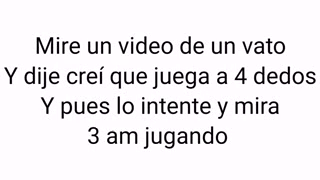 Mire un video de un vato
Y dije creí que juega a 4 dedos
Y pues lo intente y mira
3 am jugando